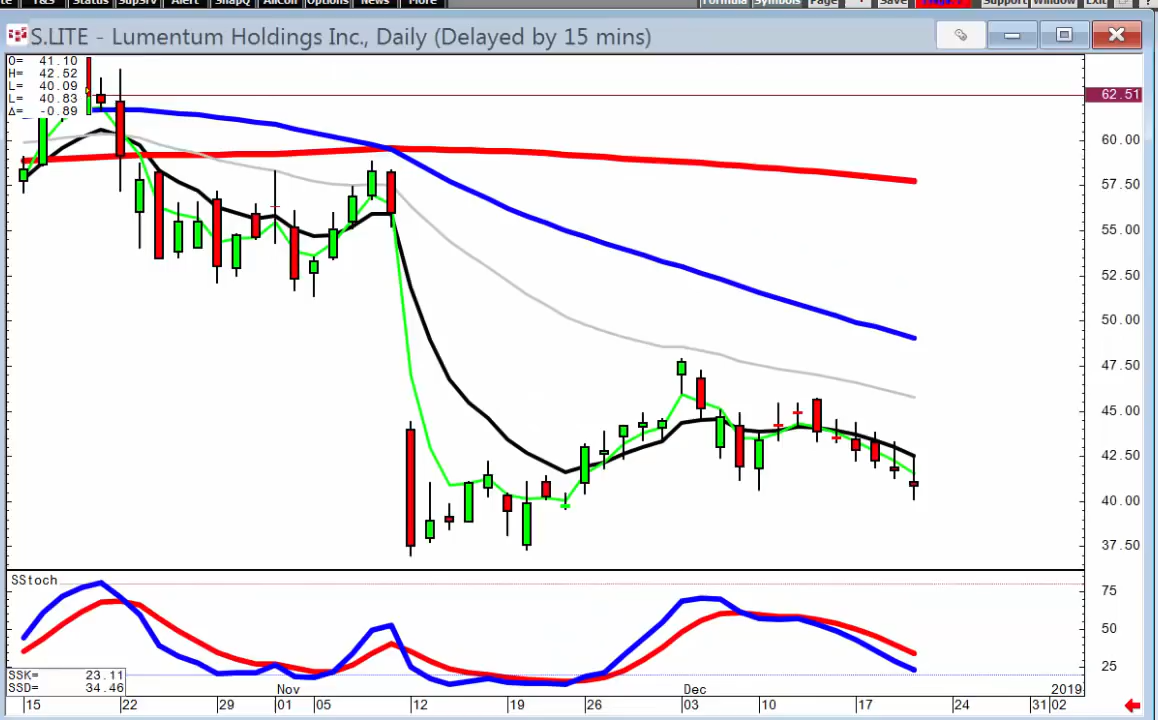 T&S Status SupSrv Alert SnapQ AllCon Options News More Formula Symbols Page Save Page 1 Support Window Exit ?
S.LITE - Lumentum Holdings Inc., Daily (Delayed by 15 mins)
O= 41.10
H= 42.52
L= 40.09
L= 40.83
Δ= -0.89
62.51
60.00
57.50
55.00
52.50
50.00
47.50
45.00
42.50
40.00
37.50
SStoch
75
50
25
SSK= 23.11
SSD= 34.46
Nov Dec 2019
15 22 29 01 05 12 19 26 03 10 17 24 31 02